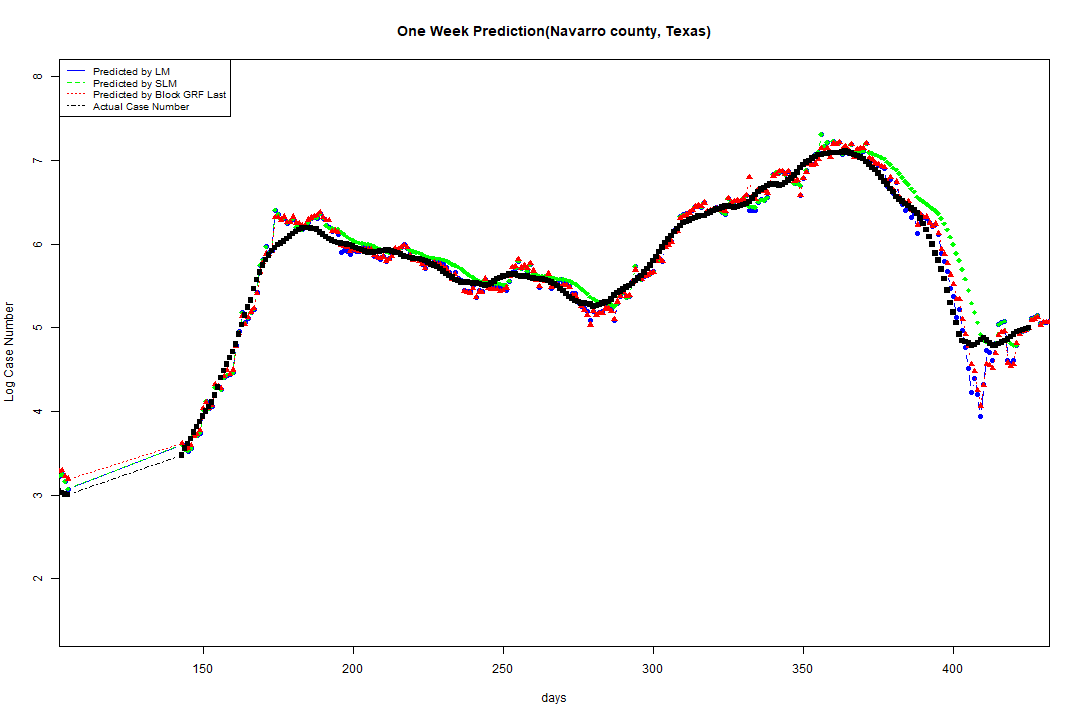 One Week Prediction(Navarro county, Texas)
Predicted by LM
Predicted by SLM
Predicted by Block GRF Last
Actual Case Number
8
7
6
5
4
3
2
Log Case Number
150 200 250 300 350 400
days